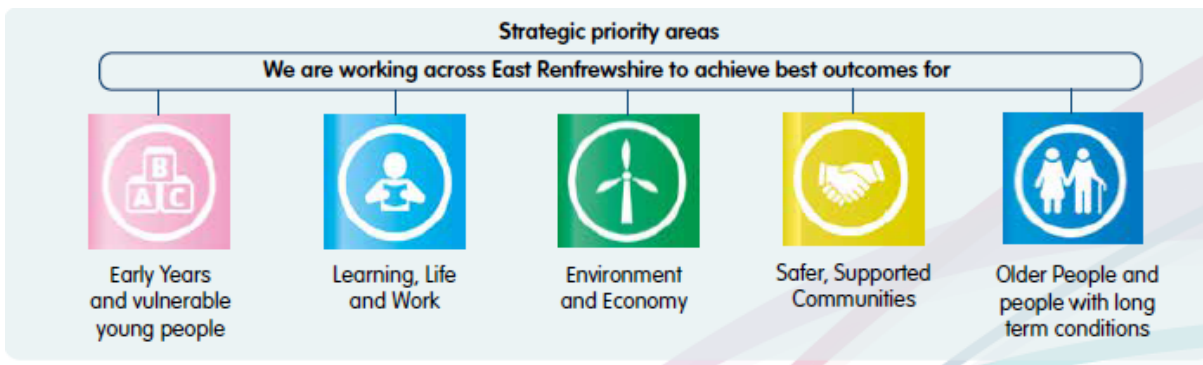 Strategic priority areas
We are working across East Renfrewshire to achieve best outcomes for
B
A C
Early Years
and vulnerable
young people
Learning, Life
and Work
Environment
and Economy
Safer, Supported
Communities
Older People and
people with long
term conditions